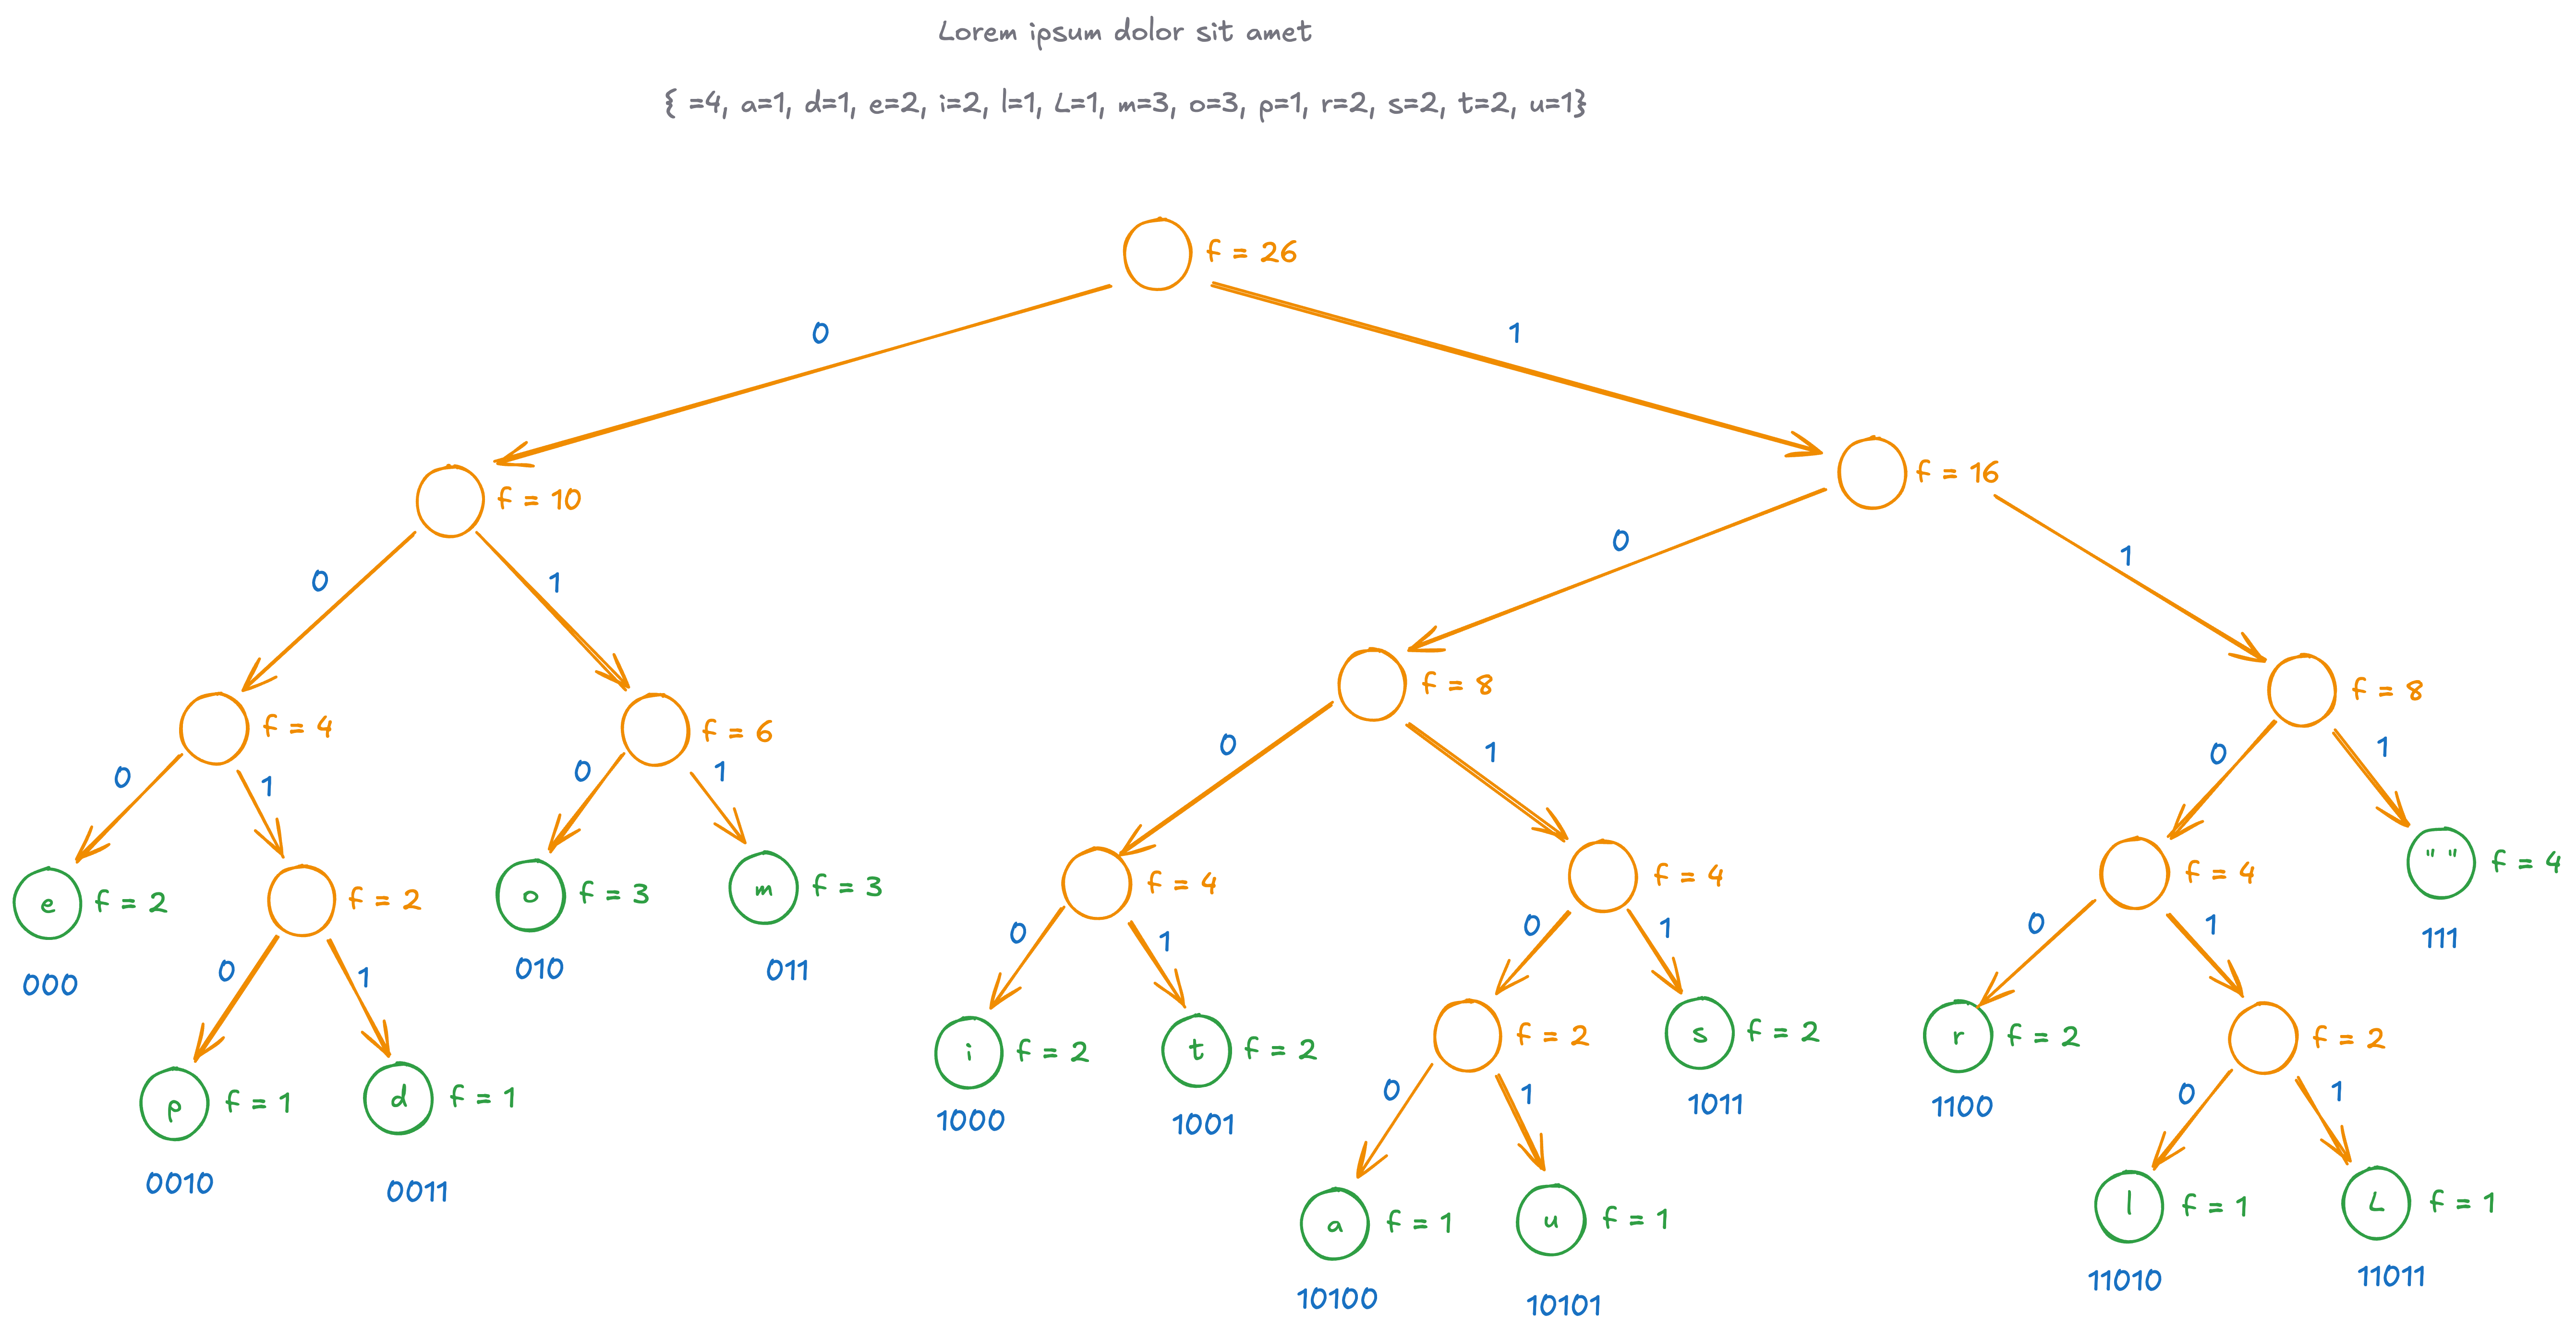 Lorem ipsum dolor sit amet
{ =4, a=1, d=1, e=2, i=2, l=1, L=1, m=3, o=3, p=1, r=2, s=2, t=2, u=1}
f = 26
0
1
f = 10
f = 16
0
1
0
1
f = 4
f = 6
f = 8
f = 8
0
1
0
1
0
1
0
1
e
f = 2
000
f = 2
o
f = 3
010
m
f = 3
011
f = 4
f = 4
f = 4
" "
f = 4
111
0
1
0
1
0
1
0
1
p
f = 1
0010
d
f = 1
0011
i
f = 2
1000
t
f = 2
1001
f = 2
s
f = 2
1011
r
f = 2
1100
f = 2
0
1
0
1
a
f = 1
10100
u
f = 1
10101
l
f = 1
11010
L
f = 1
11011